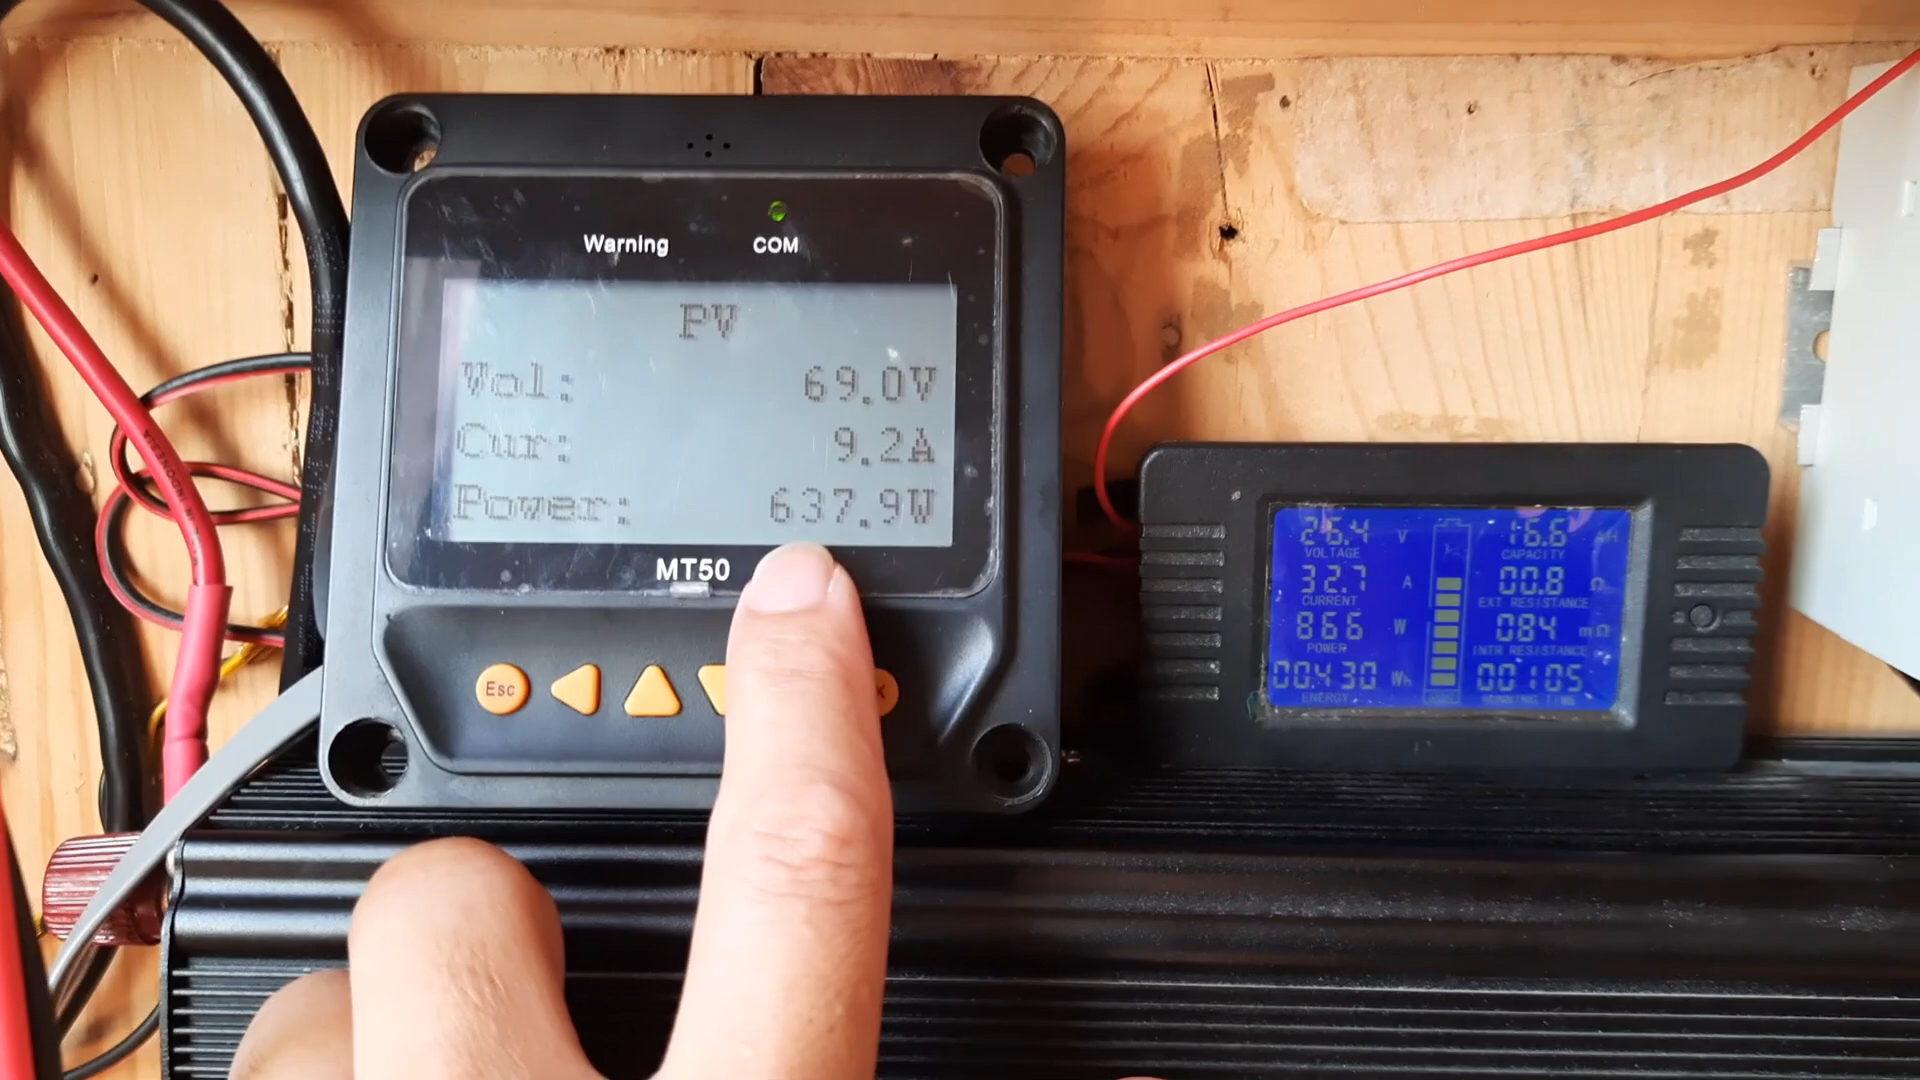 Warning COM
PV
Vol: 69.0V
Cur: 9.2A
Power: 637.9W
MT50
Esc
K
26.4 V
VOLTAGE
32.7 A
CURRENT
866 W
POWER
00430 Wh
ENERGY
16.6 AH
CAPACITY
00.8 Ω
EXT RESISTANCE
084 mΩ
INTR RESISTANCE
00105
RUNNING TIME